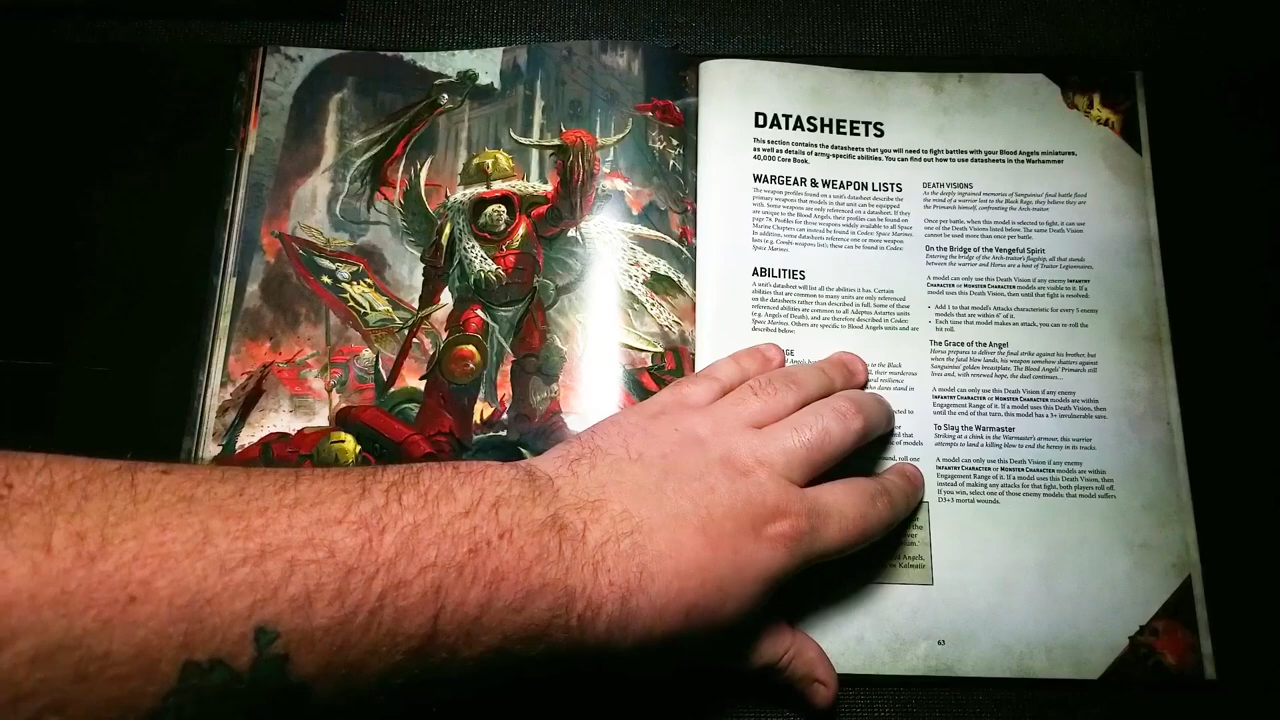 DATASHEETS
This section contains the datasheets that you will need to fight battles with your Blood Angels miniatures,
as well as details of army-specific abilities. You can find out how to use datasheets in the Warhammer
40,000 Core Book.
WARGEAR & WEAPON LISTS
The weapon profiles found on a unit's datasheet describe the
primary weapons that models in that unit can be equipped
with. Some weapons are only referenced on a datasheet. If they
are unique to the Blood Angels, their profiles can be found on
page 78. Profiles for those weapons widely available to all Space
Marine Chapters can instead be found in Codex: Space Marines.
In addition, some datasheets reference one or more weapon
lists (e.g. Combi-weapons list); these can be found in Codex:
Space Marines.
ABILITIES
A unit's datasheet will list all the abilities it has. Certain
abilities that are common to many units are only referenced
on the datasheets rather than described in full. Some of these
referenced abilities are common to all Adeptus Astartes units
(e.g. Angels of Death), and are therefore described in Codex:
Space Marines. Others are specific to Blood Angels units and are
described below:
to the Black
their murderous
resilience
who dares stand in
to
that
of models
roll one
the
Angels,
Kalmatir
DEATH VISIONS
As the deeply ingrained memories of Sanguinius' final battle flood
the mind of a warrior lost to the Black Rage, they believe they are
the Primarch himself, confronting the Arch-traitor.
Once per battle, when this model is selected to fight, it can use
one of the Death Visions listed below. The same Death Vision
cannot be used more than once per battle.
On the Bridge of the Vengeful Spirit
Entering the bridge of the Arch-traitor's flagship, all that stands
between the warrior and Horus are a host of Traitor Legionnaires.
A model can only use this Death Vision if any enemy INFANTRY
CHARACTER or MONSTER CHARACTER models are visible to it. If a
model uses this Death Vision, then until that fight is resolved:
• Add 1 to that model's Attacks characteristic for every 5 enemy
models that are within 6" of it.
• Each time that model makes an attack, you can re-roll the
hit roll.
The Grace of the Angel
Horus prepares to deliver the final strike against his brother, but
when the fatal blow lands, his weapon somehow shatters against
Sanguinius' golden breastplate. The Blood Angels' Primarch still
lives and, with renewed hope, the duel continues...
A model can only use this Death Vision if any enemy
INFANTRY CHARACTER or MONSTER CHARACTER models are within
Engagement Range of it. If a model uses this Death Vision, then
until the end of that turn, this model has a 3+ invulnerable save.
To Slay the Warmaster
Striking at a chink in the Warmaster's armour, this warrior
attempts to land a killing blow to end the heresy in its tracks.
A model can only use this Death Vision if any enemy
INFANTRY CHARACTER or MONSTER CHARACTER models are within
Engagement Range of it. If a model uses this Death Vision, then
instead of making any attacks for that fight, both players roll off.
If you win, select one of those enemy models: that model suffers
D3+3 mortal wounds.
63